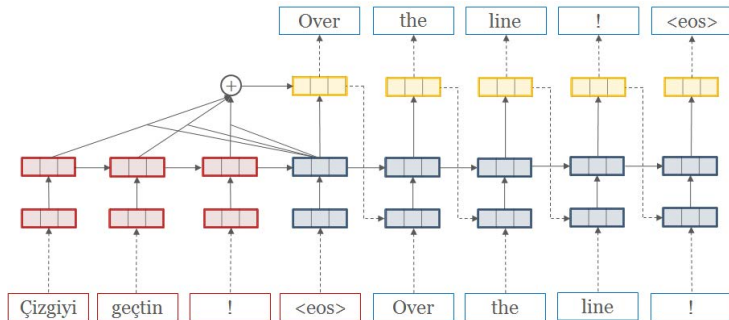 Over the line ! <eos>
+
Çizgiyi geçtin ! <eos> Over the line !